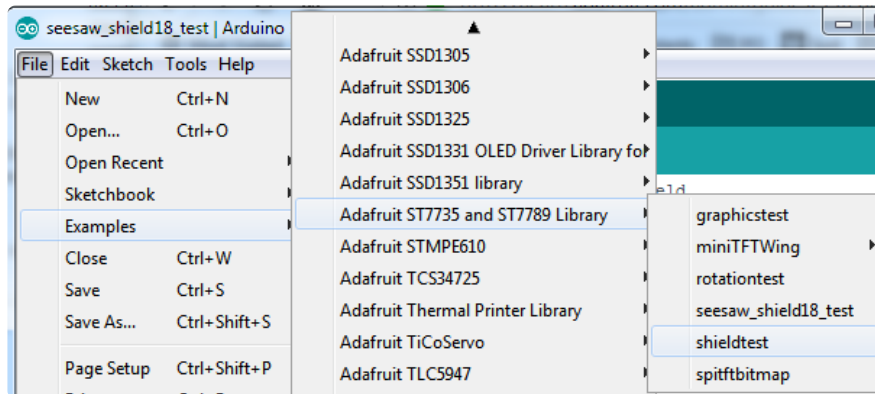 seesaw_shield18_test | Arduino
File Edit Sketch Tools Help
New Ctrl+N
Open... Ctrl+O
Open Recent
Sketchbook
Examples
Close Ctrl+W
Save Ctrl+S
Save As... Ctrl+Shift+S
Page Setup Ctrl+Shift+P
Adafruit SSD1305
Adafruit SSD1306
Adafruit SSD1325
Adafruit SSD1331 OLED Driver Library for
Adafruit SSD1351 library
Adafruit ST7735 and ST7789 Library
Adafruit STMPE610
Adafruit TCS34725
Adafruit Thermal Printer Library
Adafruit TiCoServo
Adafruit TLC5947
eld
graphicstest
miniTFTWing
rotationtest
seesaw_shield18_test
shieldtest
spitftbitmap